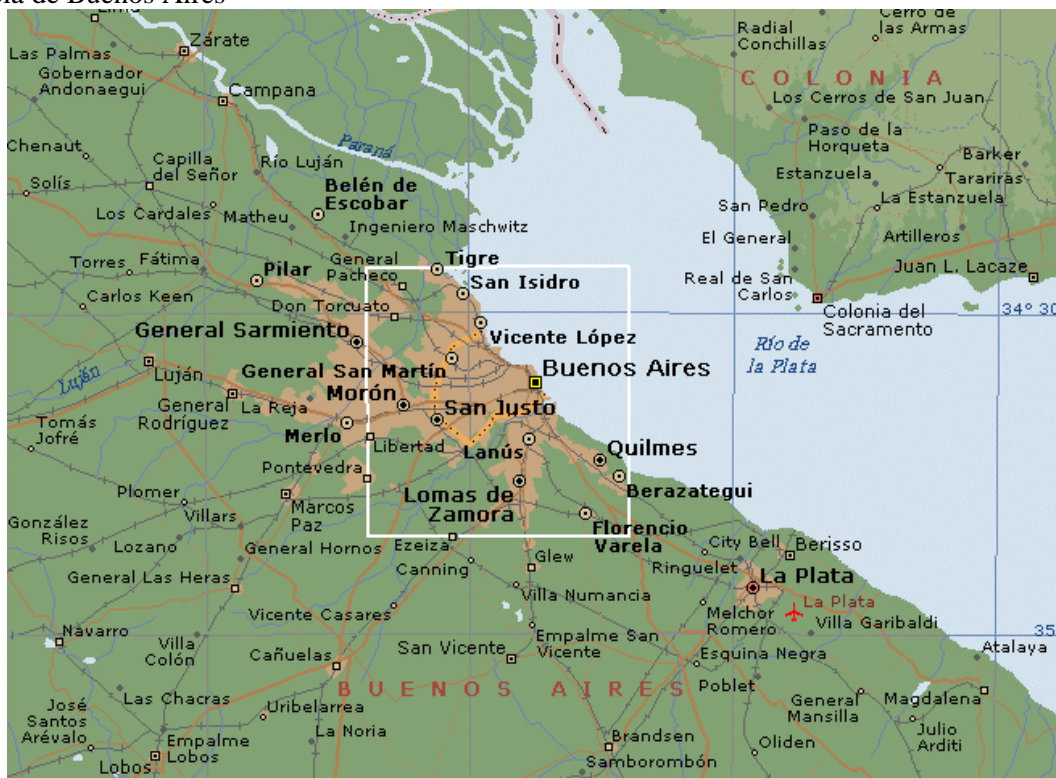 Las Palmas
Zárate
Gobernador
Andonaegui
Campana
Radial
Conchillas
Cerro de
las Armas
COLONIA
Los Cerros de San Juan
Paso de la
Horqueta
Chenaut
Capilla
del Señor
Río Luján
Paraná
Estanzuela
Barker
Tarariras
Solís
Belén de
Escobar
San Pedro
La Estanzuela
Los Cardales
Matheu
Ingeniero Maschwitz
El General
Artilleros
Torres
Fátima
General
Pacheco
Tigre
Pilar
San Isidro
Real de San
Carlos
Juan L. Lacaze
Carlos Keen
Don Torcuato
Colonia del
Sacramento
34° 30
General Sarmiento
Vicente López
Río de
la Plata
Luján
Luján
General San Martín
Buenos Aires
General
Rodríguez
La Reja
Morón
San Justo
Tomás
Jofré
Merlo
Libertad
Lanús
Quilmes
Pontevedra
Berazategui
Plomer
Marcos
Paz
Lomas de
Zamora
Villars
Florencio
Varela
González
Risos
Lozano
General Hornos
Ezeiza
Glew
City Bell
Berisso
Canning
Ringuelet
La Plata
General Las Heras
Villa Numancia
La Plata
Vicente Casares
Melchor
Romero
Villa Garibaldi
35
Navarro
Villa
Colón
Cañuelas
San Vicente
Empalme San
Vicente
Esquina Negra
Atalaya
BUENOS AIRES
Poblet
Las Chacras
Uribelarrea
General
Mansilla
Magdalena
José
Santos
Arévalo
Empalme
Lobos
La Noria
Brandsen
Julio
Arditi
Oliden
Lobos
Samborombón